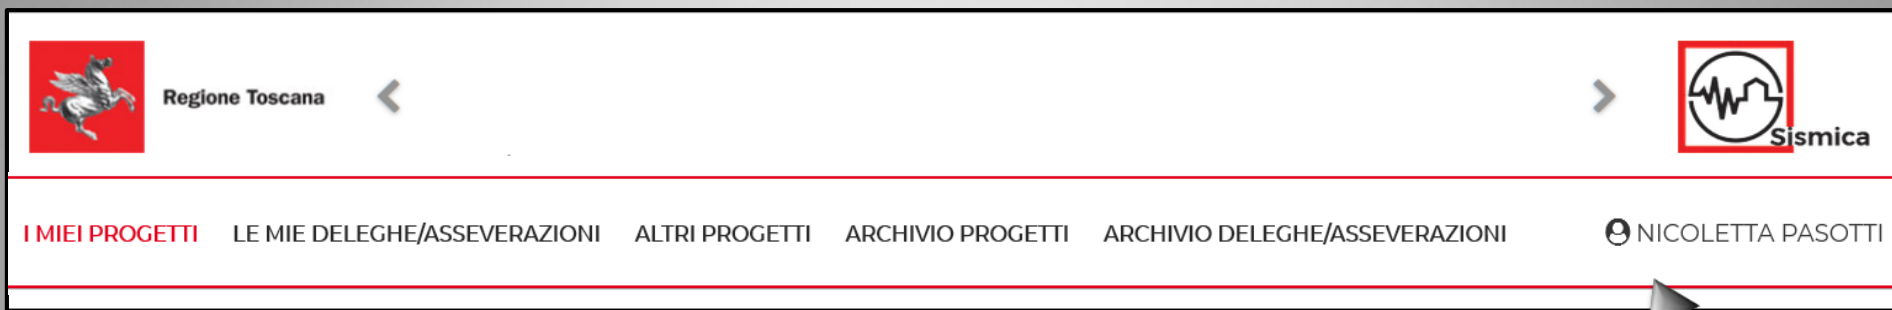 Regione Toscana
Sismica
I MIEI PROGETTI LE MIE DELEGHE/ASSEVERAZIONI ALTRI PROGETTI ARCHIVIO PROGETTI ARCHIVIO DELEGHE/ASSEVERAZIONI NICOLETTA PASOTTI